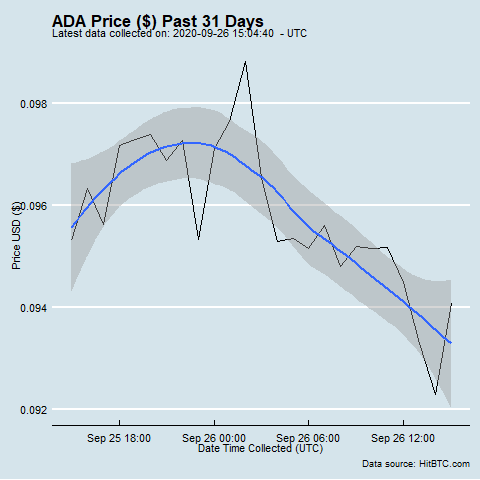 ADA Price ($) Past 31 Days
Latest data collected on: 2020-09-26 15:04:40 - UTC
Price USD ($)
0.098
0.096
0.094
0.092
Sep 25 18:00 Sep 26 00:00 Sep 26 06:00 Sep 26 12:00
Date Time Collected (UTC)
Data source: HitBTC.com